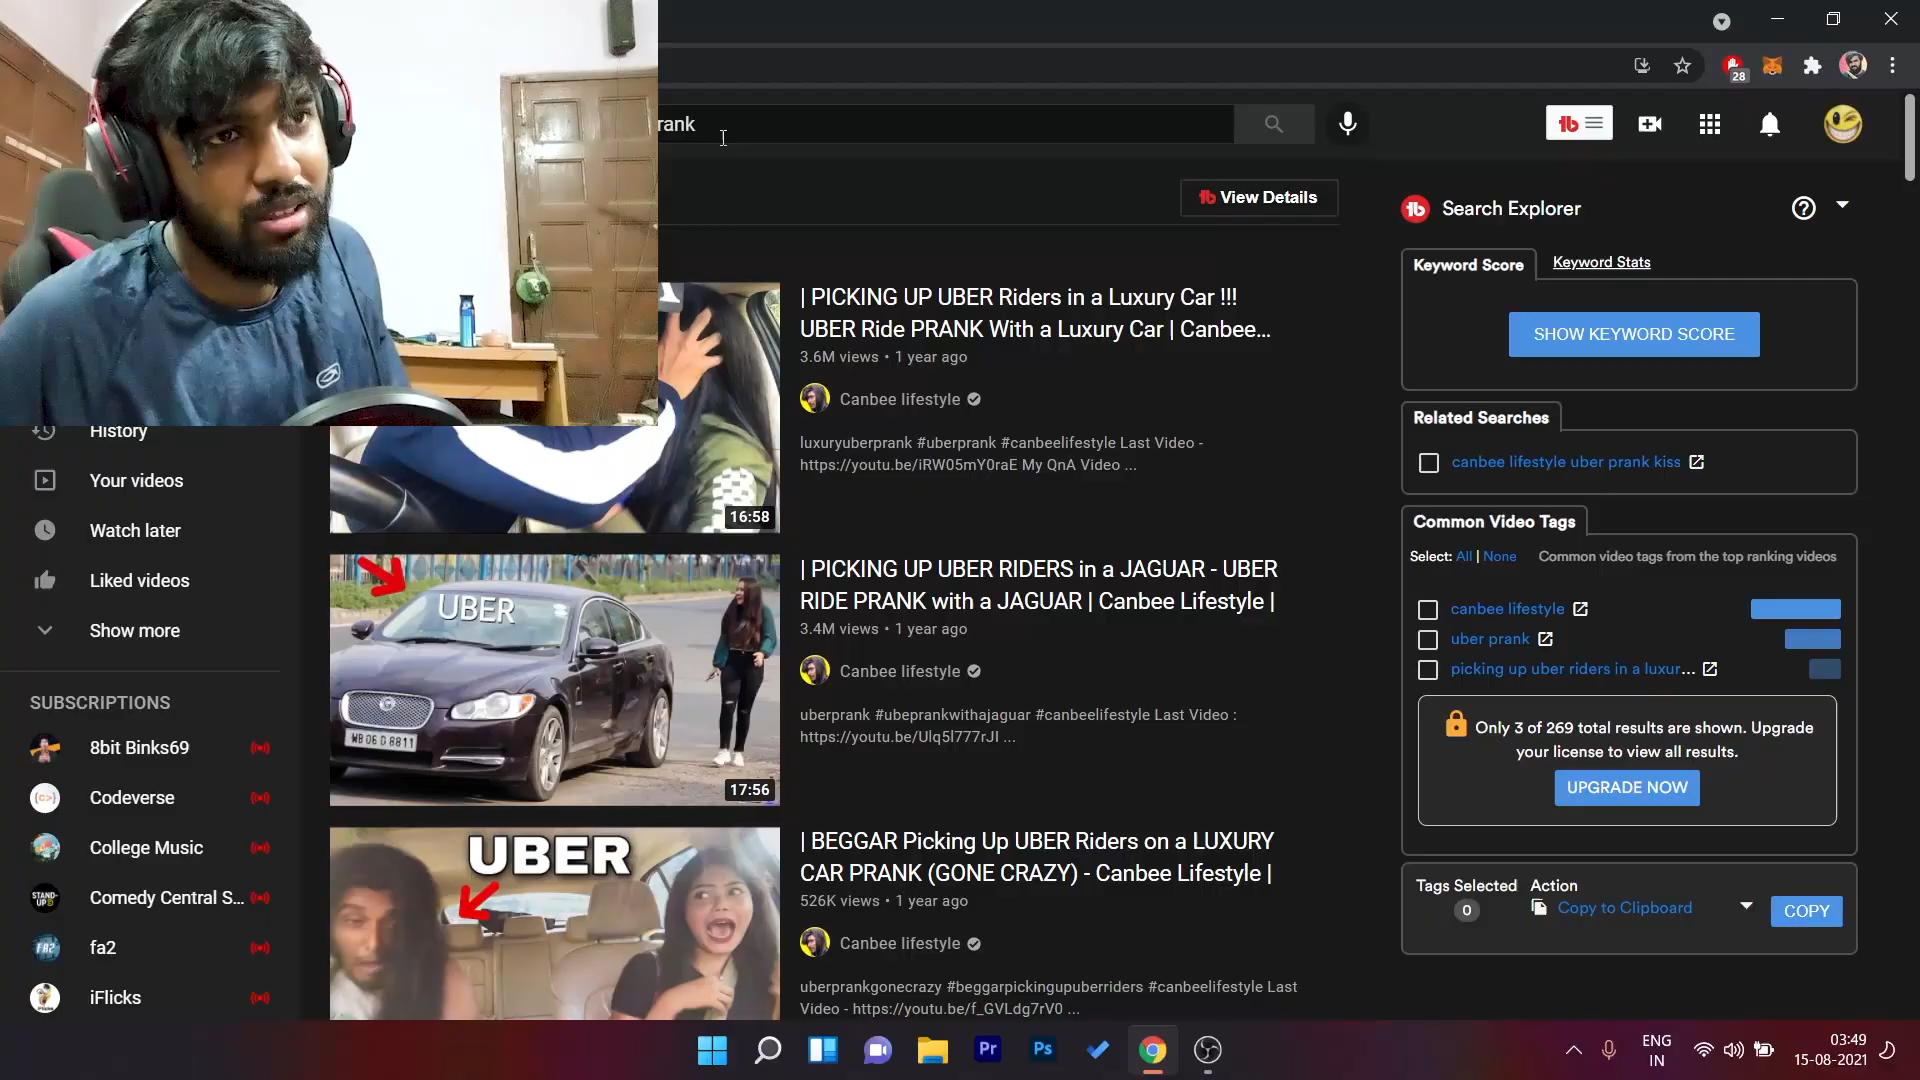 28
rank
View Details
Search Explorer
Keyword Score
Keyword Stats
SHOW KEYWORD SCORE
Related Searches
canbee lifestyle uber prank kiss
Common Video Tags
Select: All | None Common video tags from the top ranking videos
canbee lifestyle
uber prank
picking up uber riders in a luxur...
Only 3 of 269 total results are shown. Upgrade
your license to view all results.
UPGRADE NOW
Tags Selected
0
Action
Copy to Clipboard
COPY
| PICKING UP UBER Riders in a Luxury Car !!!
UBER Ride PRANK With a Luxury Car | Canbee...
3.6M views • 1 year ago
Canbee lifestyle
luxuryuberprank #uberprank #canbeelifestyle Last Video -
https://youtu.be/iRW05mY0raE My QnA Video ...
16:58
UBER
WB 06 D 8811
17:56
| PICKING UP UBER RIDERS in a JAGUAR - UBER
RIDE PRANK with a JAGUAR | Canbee Lifestyle |
3.4M views • 1 year ago
Canbee lifestyle
uberprank #ubeprankwithajaguar #canbeelifestyle Last Video :
https://youtu.be/Ulq5l777rJI ...
UBER
| BEGGAR Picking Up UBER Riders on a LUXURY
CAR PRANK (GONE CRAZY) - Canbee Lifestyle |
526K views • 1 year ago
Canbee lifestyle
uberprankgonecrazy #beggarpickingupuberriders #canbeelifestyle Last
Video - https://youtu.be/f_GVLdg7rV0 ...
History
Your videos
Watch later
Liked videos
Show more
SUBSCRIPTIONS
8bit Binks69
Codeverse
College Music
STAND-
UP
Comedy Central S...
FA2
fa2
iFlicks
Pr
Ps
ENG
IN
03:49
15-08-2021